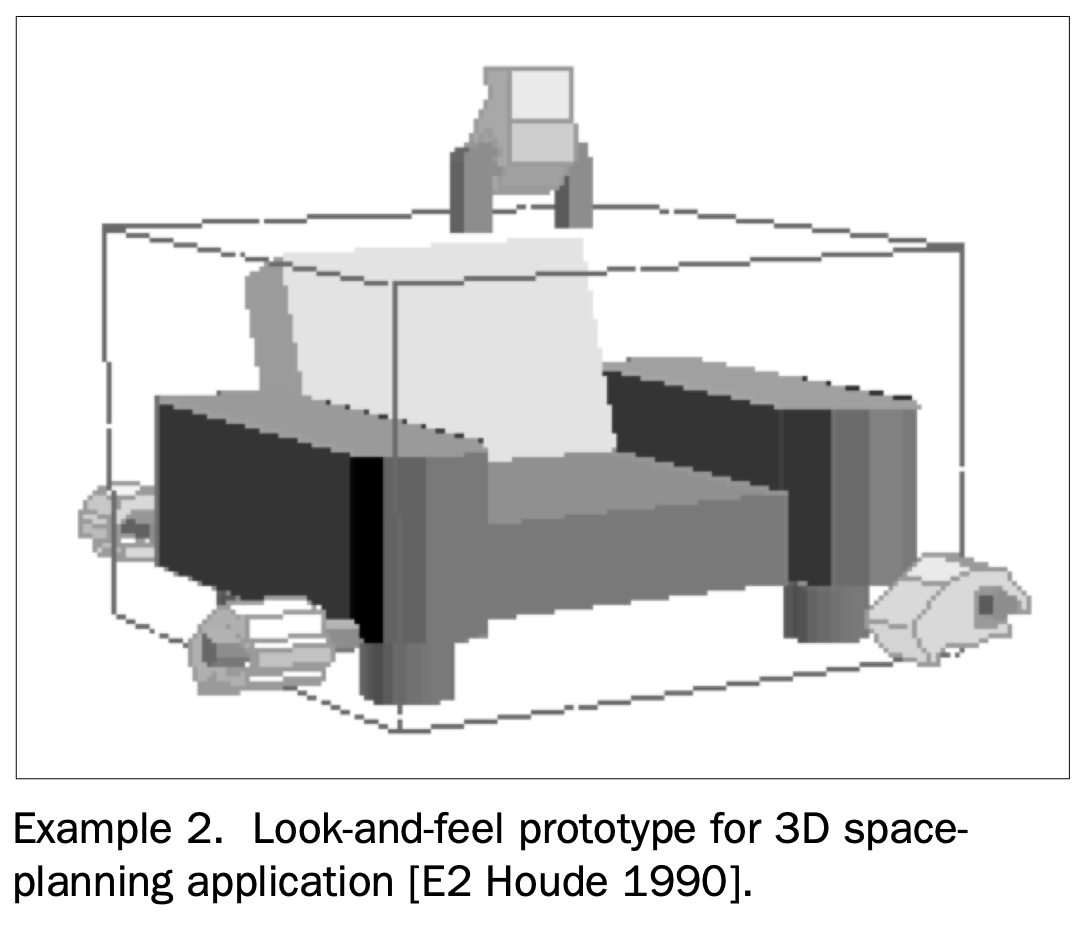 Example 2.  Look-and-feel prototype for 3D space-
planning application [E2 Houde 1990].